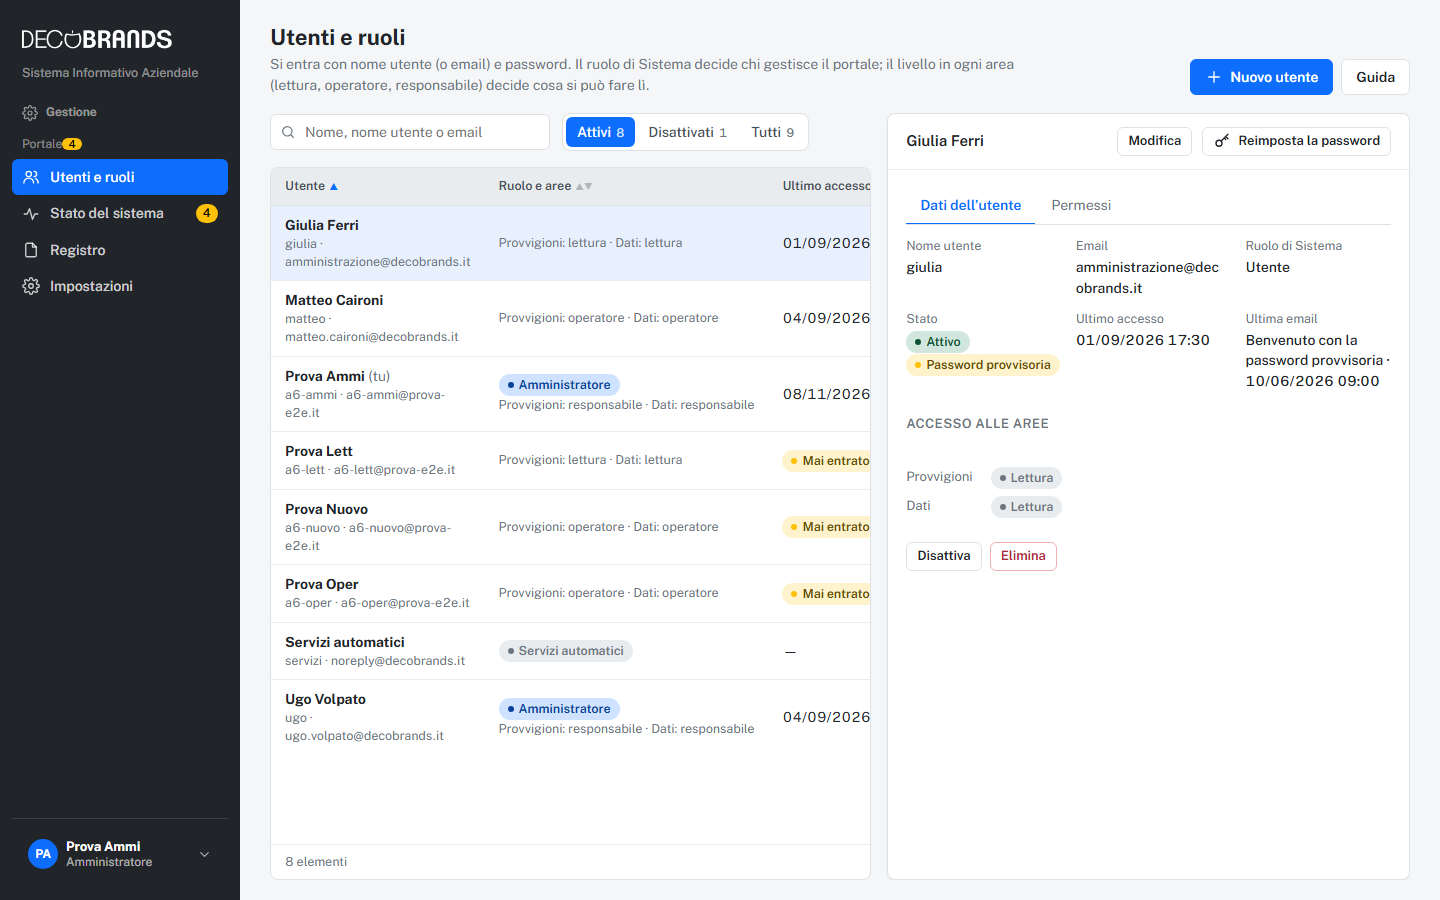 DECOBRANDS
Sistema Informativo Aziendale
Gestione
Portale 4
Utenti e ruoli
Stato del sistema 4
Registro
Impostazioni
PA
Prova Ammi
Amministratore
Utenti e ruoli
Si entra con nome utente (o email) e password. Il ruolo di Sistema decide chi gestisce il portale; il livello in ogni area
(lettura, operatore, responsabile) decide cosa si può fare lì.
Nuovo utente
Guida
Nome, nome utente o email
Attivi 8
Disattivati 1
Tutti 9
Utente
Ruolo e aree
Ultimo accesso
Giulia Ferri
giulia ·
amministrazione@decobrands.it
Provvigioni: lettura · Dati: lettura
01/09/2026
Matteo Caironi
matteo ·
matteo.caironi@decobrands.it
Provvigioni: operatore · Dati: operatore
04/09/2026
Prova Ammi (tu)
a6-ammi · a6-ammi@prova-
e2e.it
Amministratore
Provvigioni: responsabile · Dati: responsabile
08/11/2026
Prova Lett
a6-lett · a6-lett@prova-e2e.it
Provvigioni: lettura · Dati: lettura
Mai entrato
Prova Nuovo
a6-nuovo · a6-nuovo@prova-
e2e.it
Provvigioni: operatore · Dati: operatore
Mai entrato
Prova Oper
a6-oper · a6-oper@prova-e2e.it
Provvigioni: operatore · Dati: operatore
Mai entrato
Servizi automatici
servizi · noreply@decobrands.it
Servizi automatici
—
Ugo Volpato
ugo ·
ugo.volpato@decobrands.it
Amministratore
Provvigioni: responsabile · Dati: responsabile
04/09/2026
8 elementi
Giulia Ferri
Modifica
Reimposta la password
Dati dell'utente
Permessi
Nome utente
giulia
Email
amministrazione@dec
obrands.it
Ruolo di Sistema
Utente
Stato
Attivo
Password provvisoria
Ultimo accesso
01/09/2026 17:30
Ultima email
Benvenuto con la
password provvisoria ·
10/06/2026 09:00
ACCESSO ALLE AREE
Provvigioni
Lettura
Dati
Lettura
Disattiva
Elimina